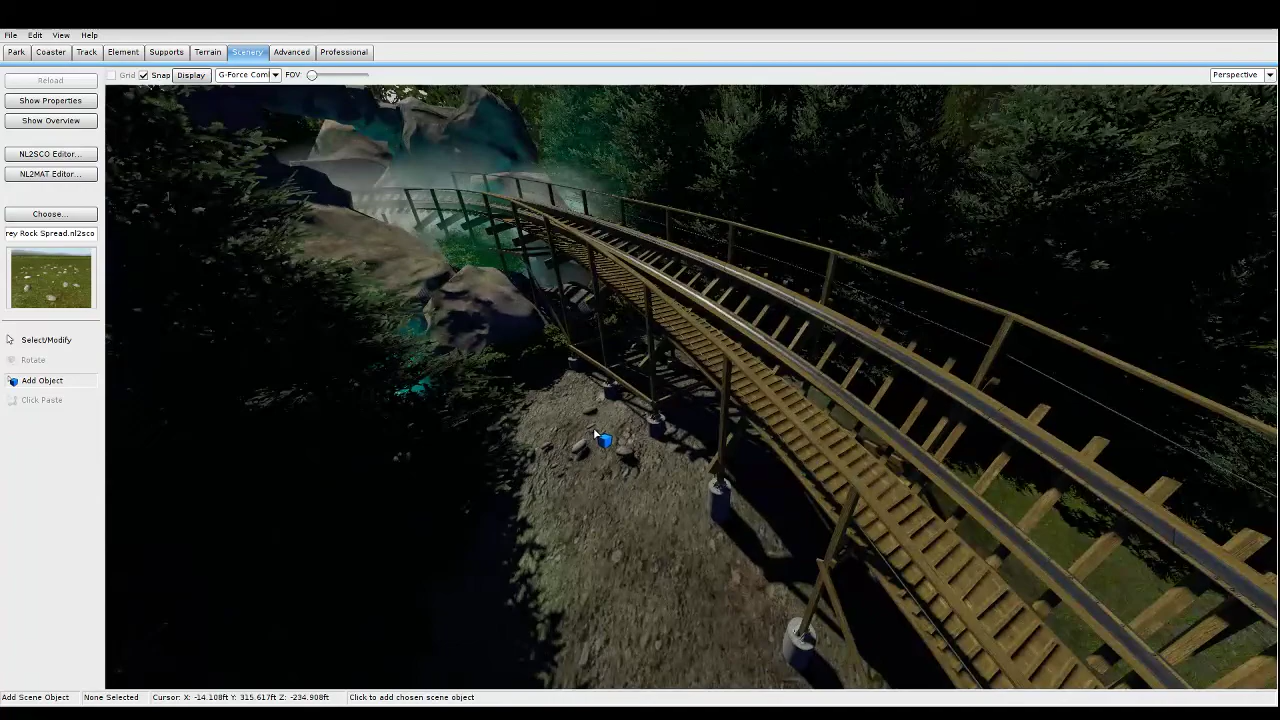 File Edit View Help
Park Coaster Track Element Supports Terrain Scenery Advanced Professional
Reload Grid Snap Display G-Force Com FOV: Perspective
Show Properties
Show Overview
NL2SCO Editor...
NL2MAT Editor...
Choose...
rey Rock Spread.nl2sco
Select/Modify
Rotate
Add Object
Click Paste
Add Scene Object None Selected Cursor: X: -14.108ft Y: 315.617ft Z: -234.908ft Click to add chosen scene object